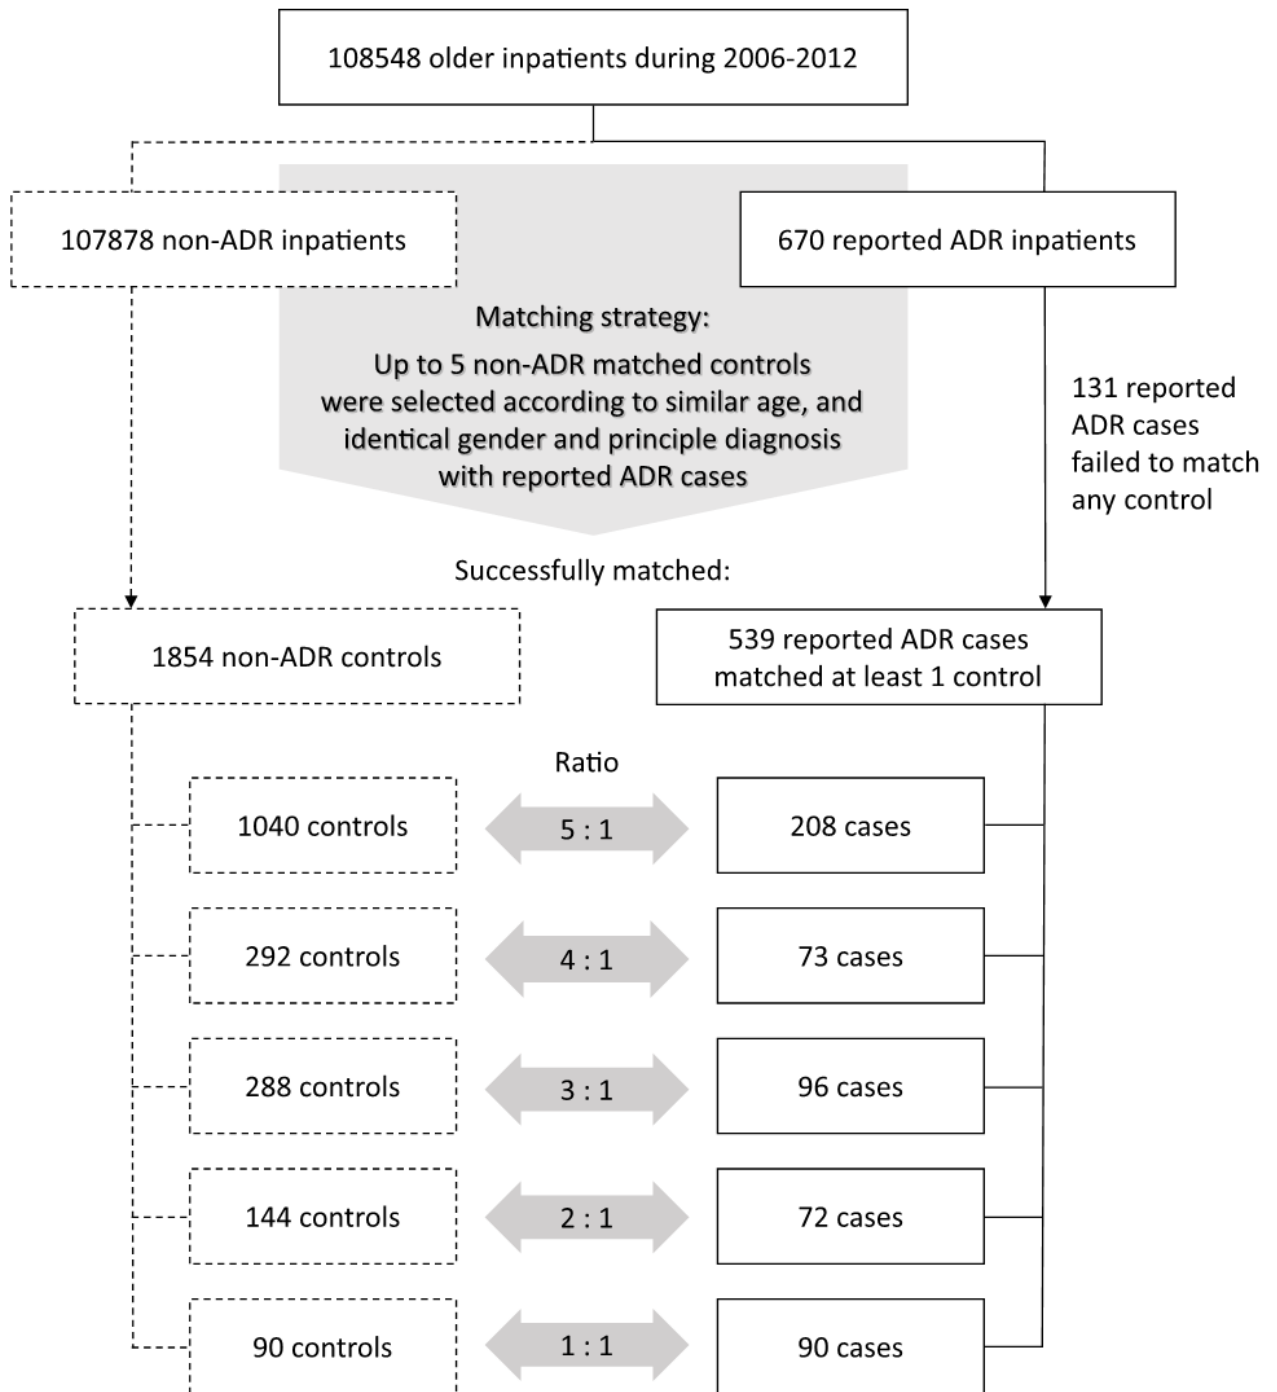 108548 older inpatients during 2006-2012
107878 non-ADR inpatients
670 reported ADR inpatients
Matching strategy:
Up to 5 non-ADR matched controls
were selected according to similar age, and
identical gender and principle diagnosis
with reported ADR cases
131 reported
ADR cases
failed to match
any control
Successfully matched:
1854 non-ADR controls
539 reported ADR cases
matched at least 1 control
Ratio
1040 controls
5 : 1
208 cases
292 controls
4 : 1
73 cases
288 controls
3 : 1
96 cases
144 controls
2 : 1
72 cases
90 controls
1 : 1
90 cases